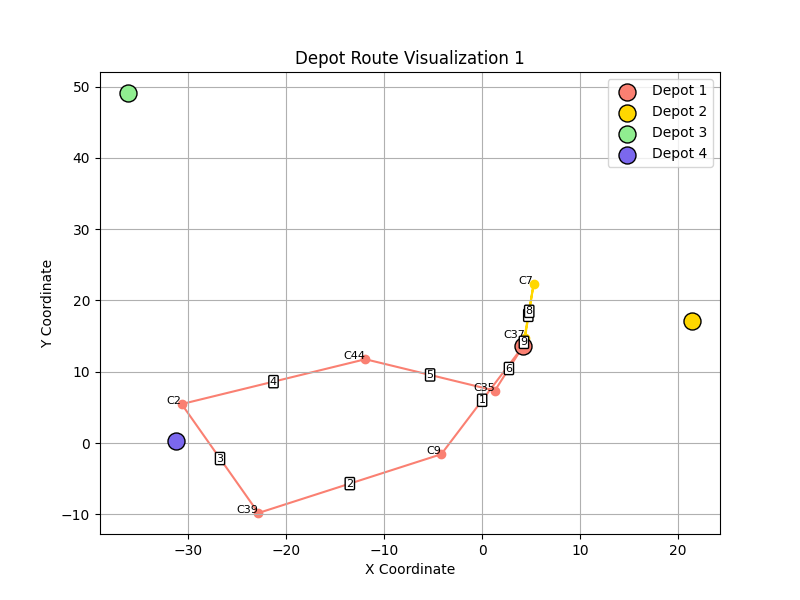 Depot Route Visualization 1
Depot 1
Depot 2
Depot 3
Depot 4
50
40
30
20
10
0
−10
Y Coordinate
C7
8
C37
9
6
C44
5
4
C35
C2
1
C9
3
2
C39
−30
−20
−10
0
10
20
X Coordinate